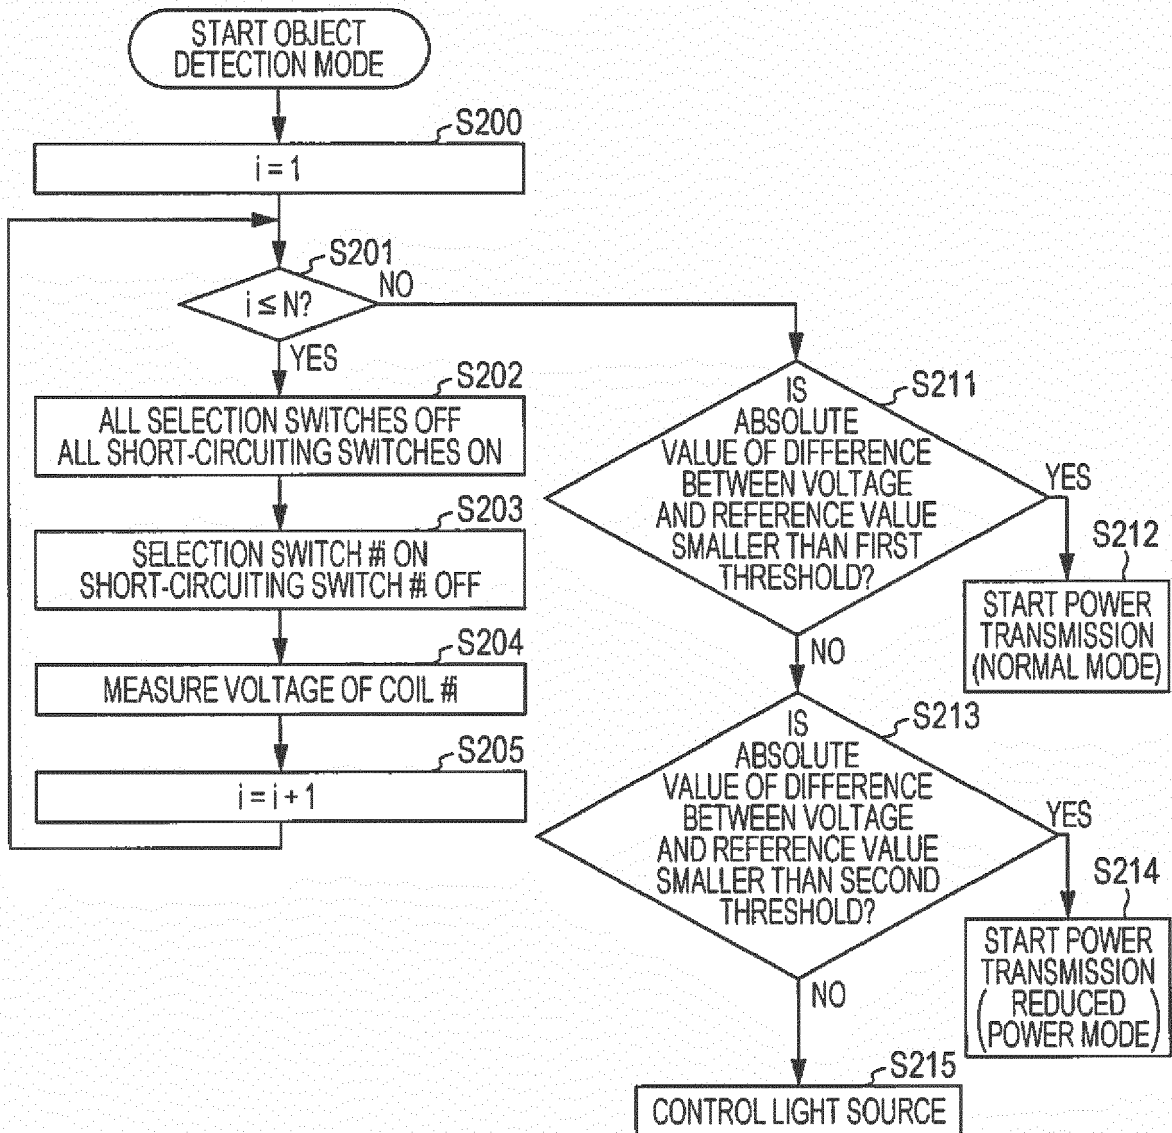 START OBJECT
DETECTION MODE
S200
i = 1
S201
i ≤ N?
NO
YES
S202
ALL SELECTION SWITCHES OFF
ALL SHORT-CIRCUITING SWITCHES ON
S203
SELECTION SWITCH #i ON
SHORT-CIRCUITING SWITCH #i OFF
S204
MEASURE VOLTAGE OF COIL #i
S205
i = i + 1
S211
IS
ABSOLUTE
VALUE OF DIFFERENCE
BETWEEN VOLTAGE
AND REFERENCE VALUE
SMALLER THAN FIRST
THRESHOLD?
YES
S212
START POWER
TRANSMISSION
(NORMAL MODE)
NO
S213
IS
ABSOLUTE
VALUE OF DIFFERENCE
BETWEEN VOLTAGE
AND REFERENCE VALUE
SMALLER THAN SECOND
THRESHOLD?
YES
S214
START POWER
TRANSMISSION
(REDUCED
POWER MODE)
NO
S215
CONTROL LIGHT SOURCE